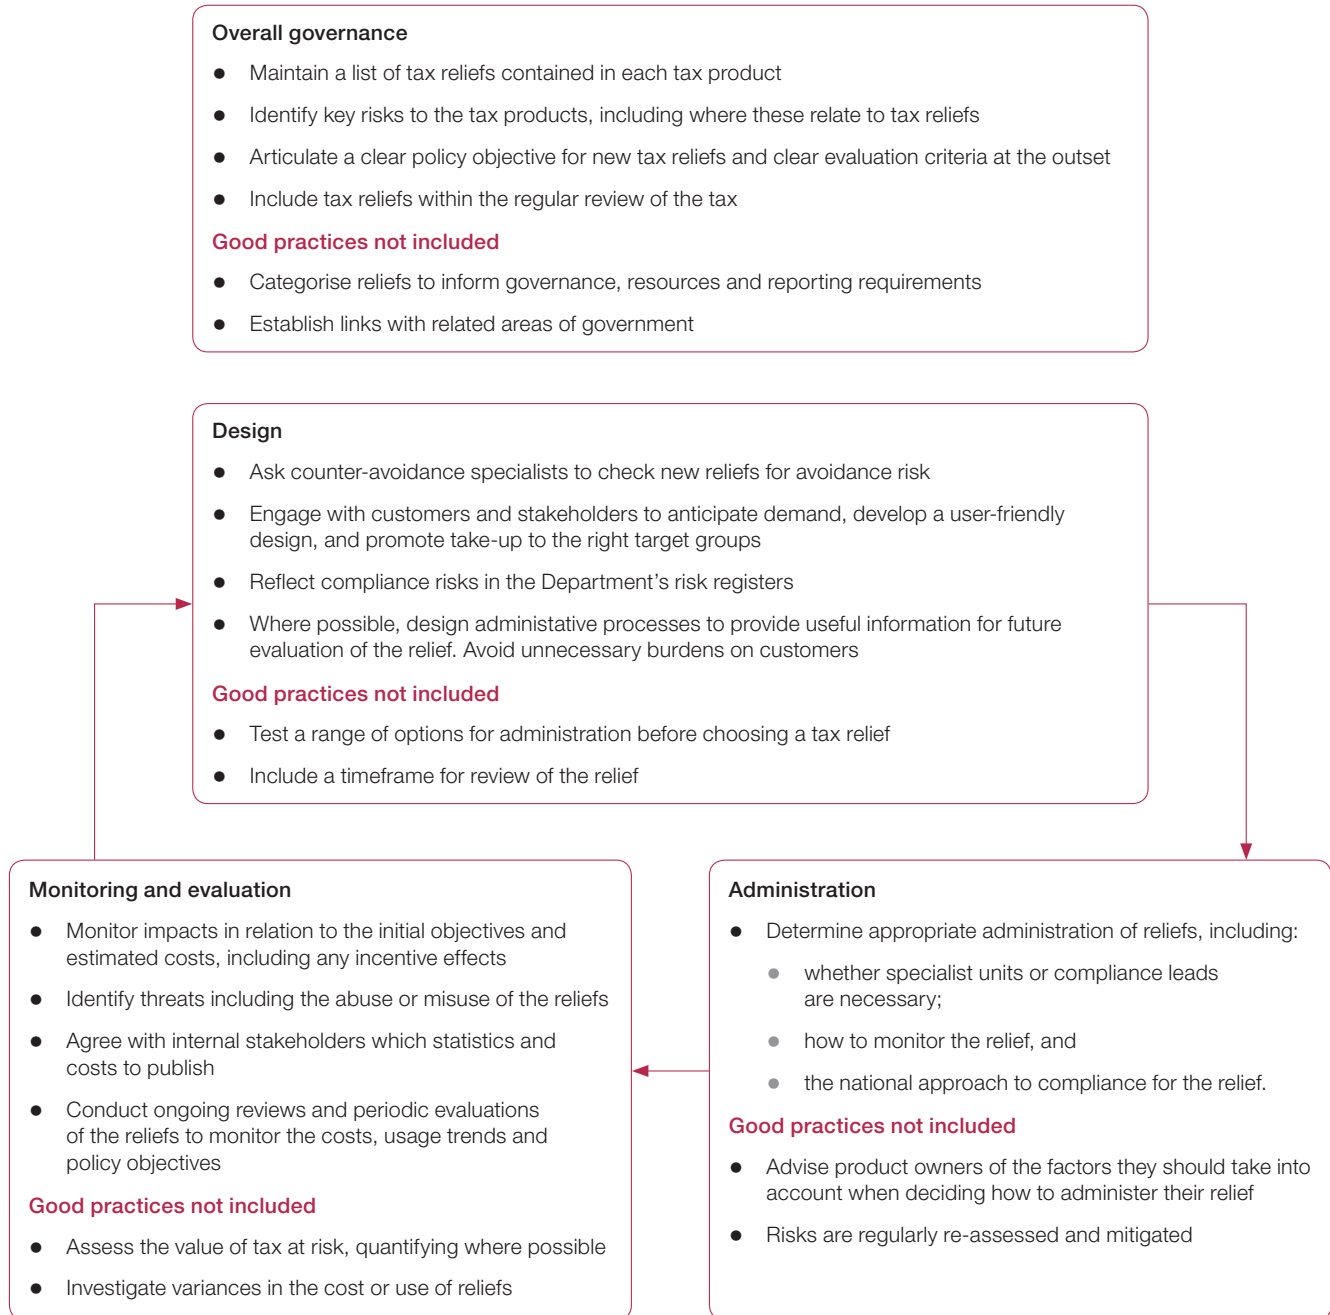 Overall governance
● Maintain a list of tax reliefs contained in each tax product
● Identify key risks to the tax products, including where these relate to tax reliefs
● Articulate a clear policy objective for new tax reliefs and clear evaluation criteria at the outset
● Include tax reliefs within the regular review of the tax
Good practices not included
● Categorise reliefs to inform governance, resources and reporting requirements
● Establish links with related areas of government
Design
● Ask counter-avoidance specialists to check new reliefs for avoidance risk
● Engage with customers and stakeholders to anticipate demand, develop a user-friendly
design, and promote take-up to the right target groups
● Reflect compliance risks in the Department’s risk registers
● Where possible, design administative processes to provide useful information for future
evaluation of the relief. Avoid unnecessary burdens on customers
Good practices not included
● Test a range of options for administration before choosing a tax relief
● Include a timeframe for review of the relief
Administration
● Determine appropriate administration of reliefs, including:
● whether specialist units or compliance leads
are necessary;
● how to monitor the relief, and
● the national approach to compliance for the relief.
Good practices not included
● Advise product owners of the factors they should take into
account when deciding how to administer their relief
● Risks are regularly re-assessed and mitigated
Monitoring and evaluation
● Monitor impacts in relation to the initial objectives and
estimated costs, including any incentive effects
● Identify threats including the abuse or misuse of the reliefs
● Agree with internal stakeholders which statistics and
costs to publish
● Conduct ongoing reviews and periodic evaluations
of the reliefs to monitor the costs, usage trends and
policy objectives
Good practices not included
● Assess the value of tax at risk, quantifying where possible
● Investigate variances in the cost or use of reliefs